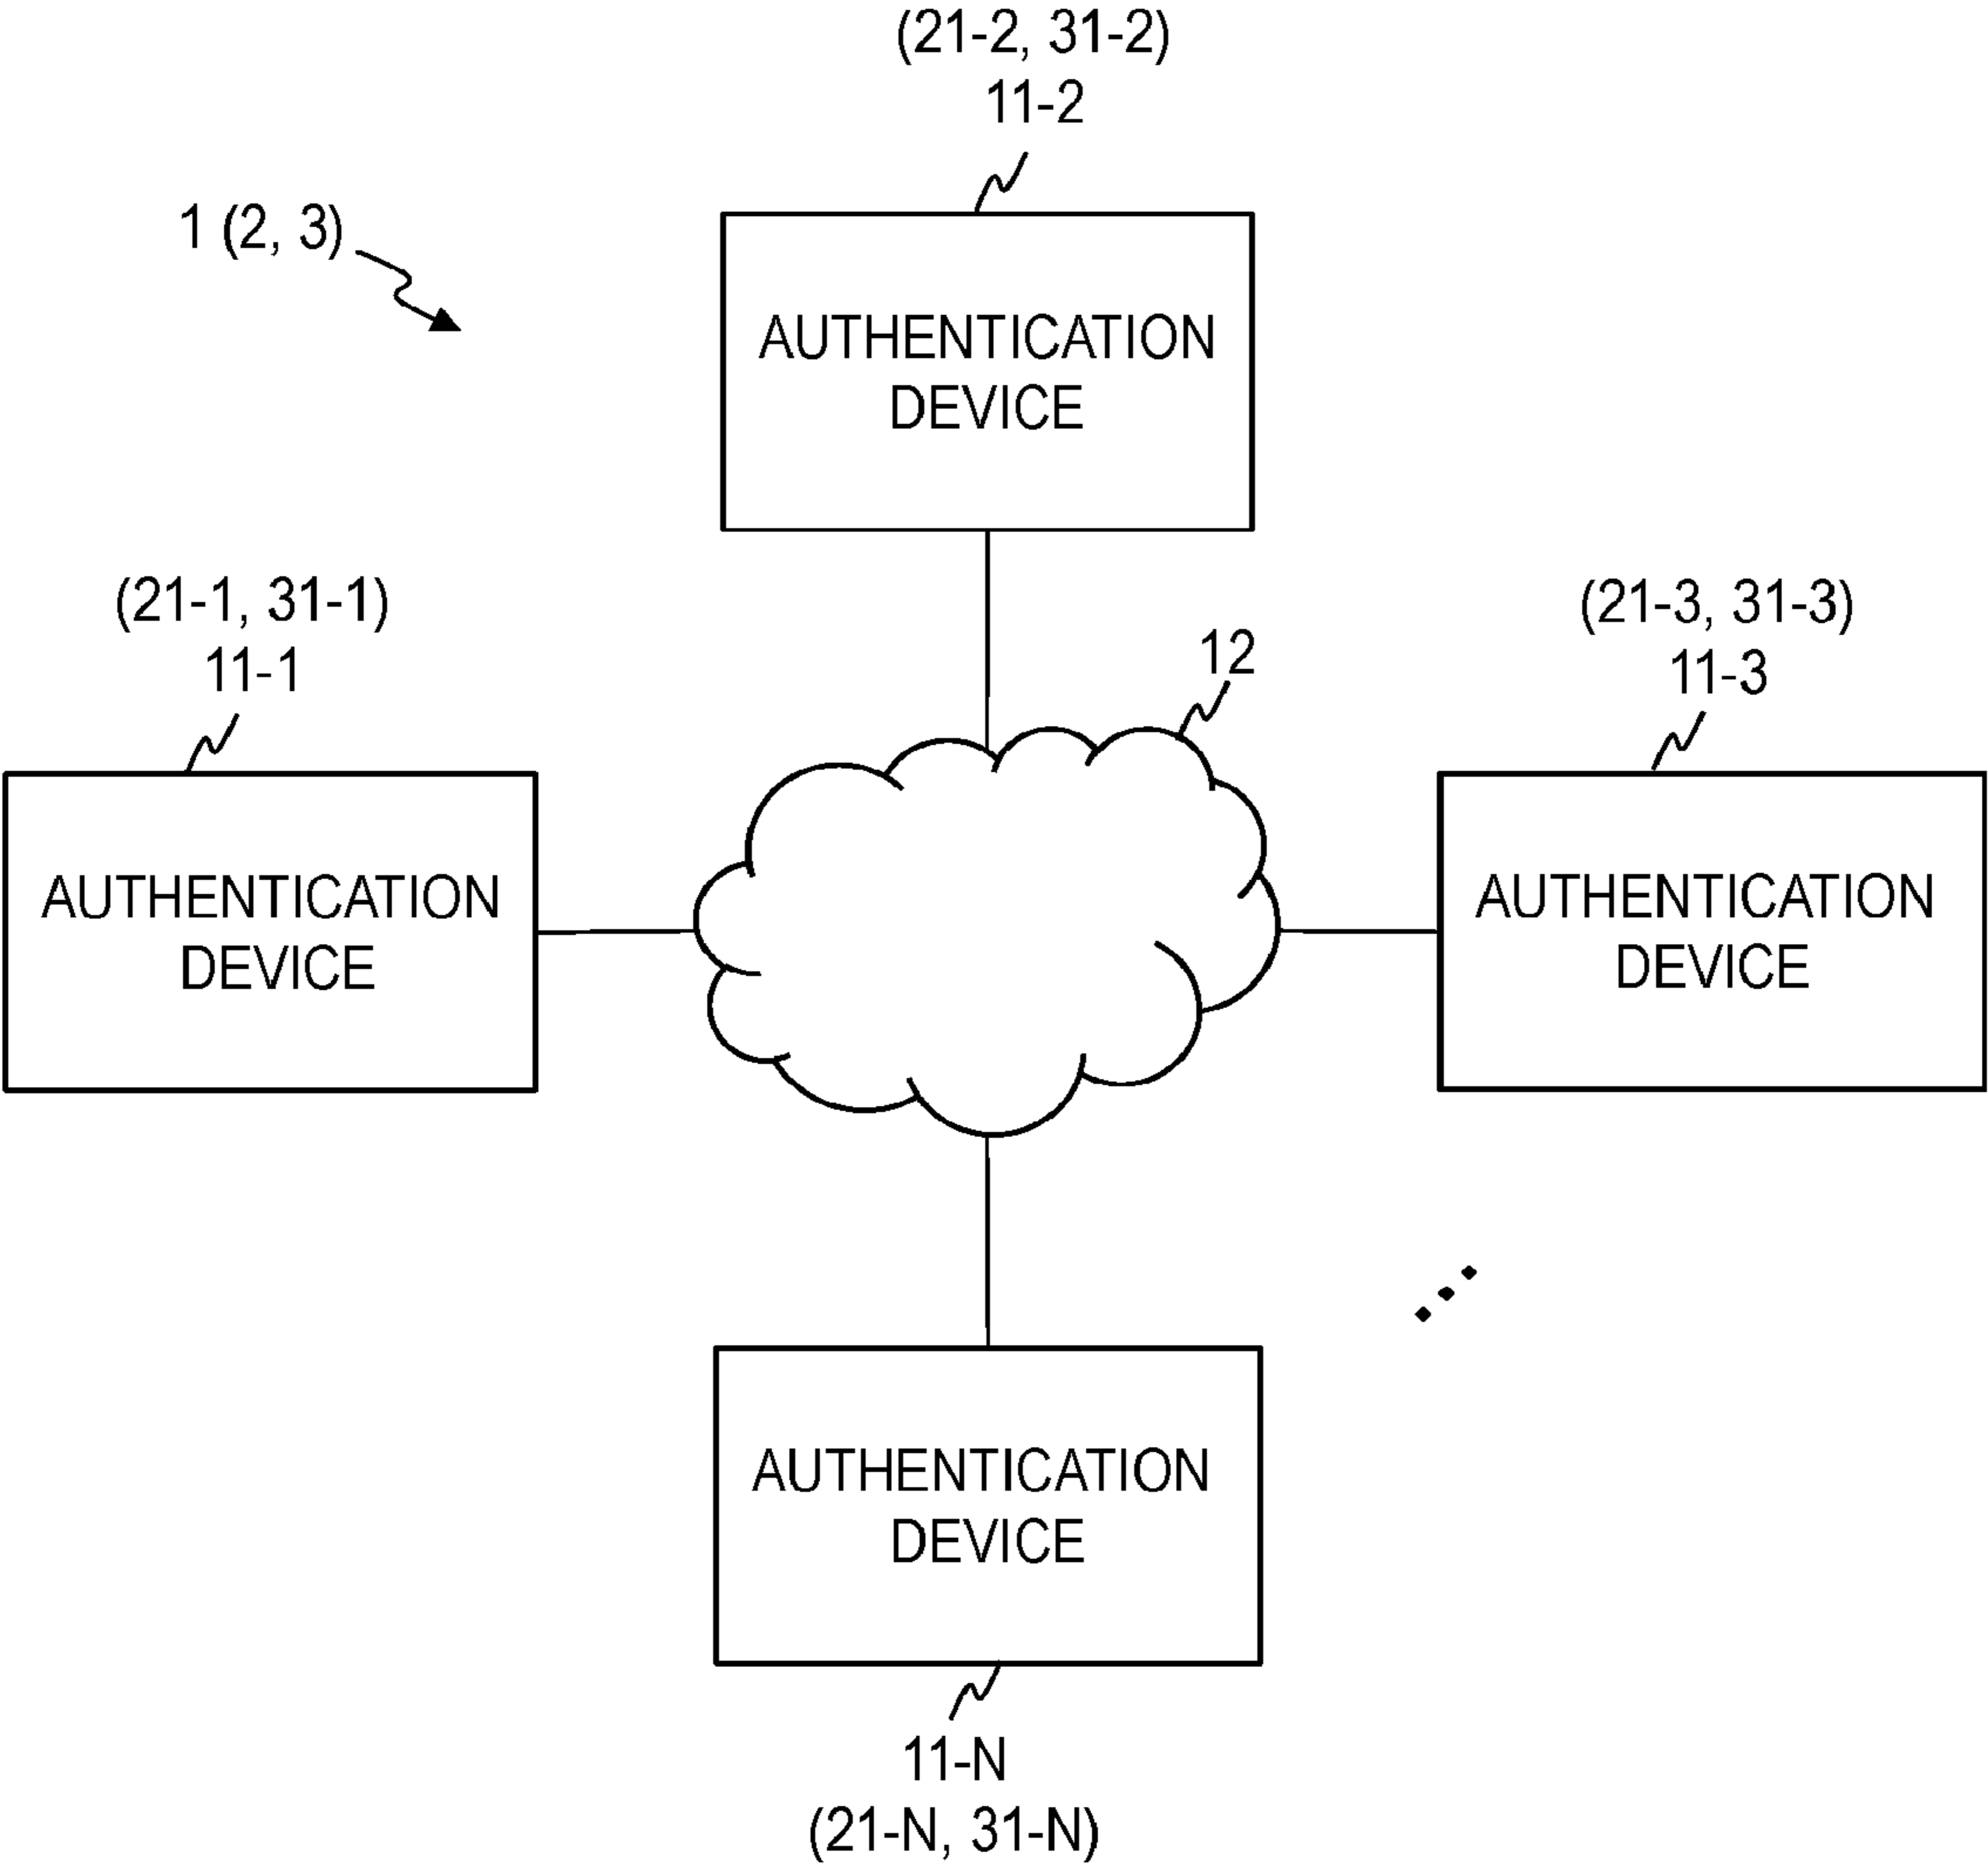 (21-2, 31-2)
11-2
1 (2, 3)
AUTHENTICATION
DEVICE
(21-1, 31-1)
11-1
12
(21-3, 31-3)
11-3
AUTHENTICATION
DEVICE
AUTHENTICATION
DEVICE
AUTHENTICATION
DEVICE
11-N
(21-N, 31-N)